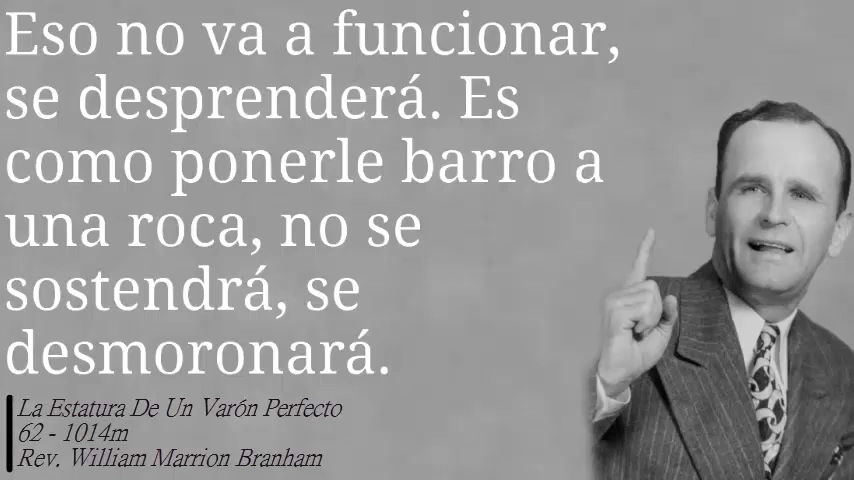 Eso no va a funcionar,
se desprenderá. Es
como ponerle barro a
una roca, no se
sostendrá, se
desmoronará.
La Estatura De Un Varón Perfecto
62 - 1014m
Rev. William Marrion Branham